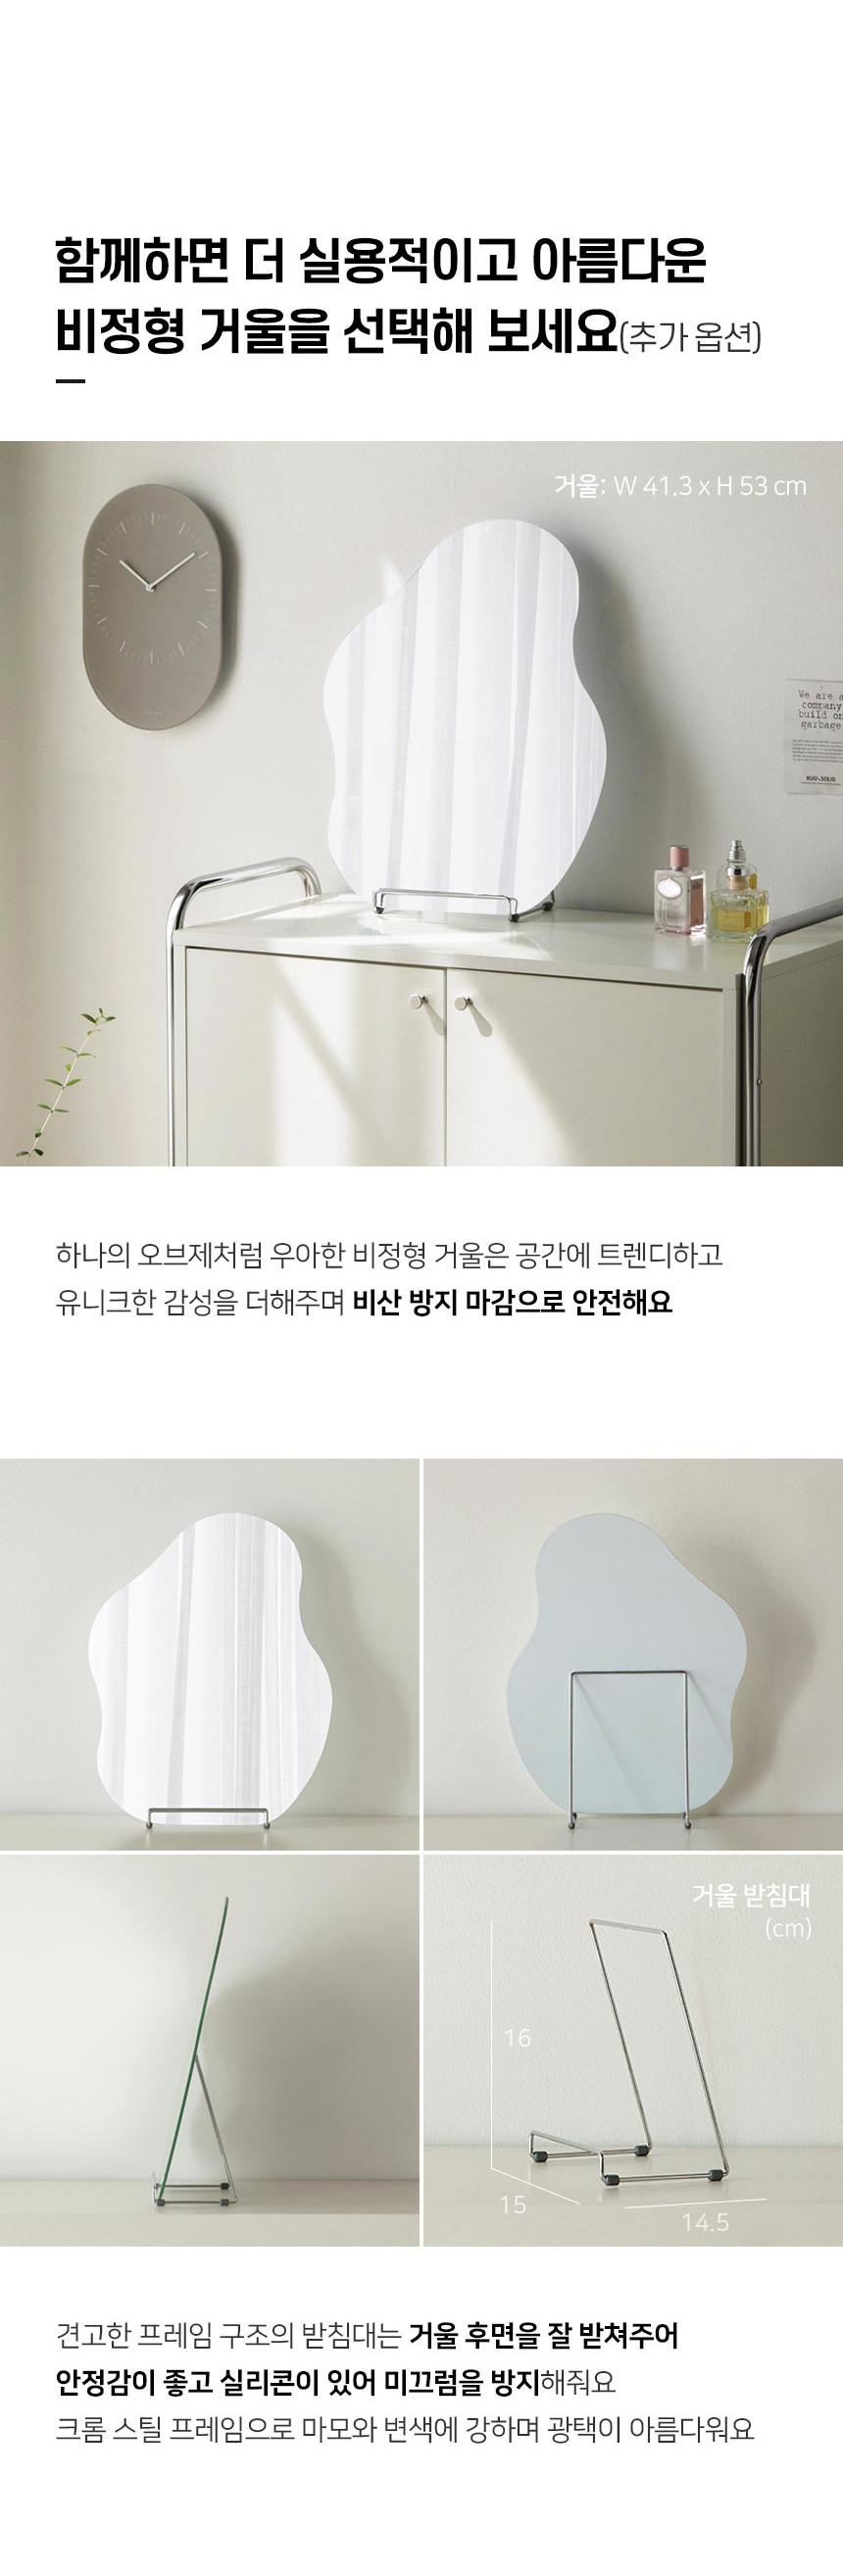 함께하면 더 실용적이고 아름다운
비정형 거울을 선택해 보세요(추가 옵션)
거울: W 41.3 x H 53 cm
We are a
company
build on
garbage
하나의 오브제처럼 우아한 비정형 거울은 공간에 트렌디하고
유니크한 감성을 더해주며 비산 방지 마감으로 안전해요
거울 받침대
(cm)
16
15
14.5
견고한 프레임 구조의 받침대는 거울 후면을 잘 받쳐주어
안정감이 좋고 실리콘이 있어 미끄럼을 방지해줘요
크롬 스틸 프레임으로 마모와 변색에 강하며 광택이 아름다워요